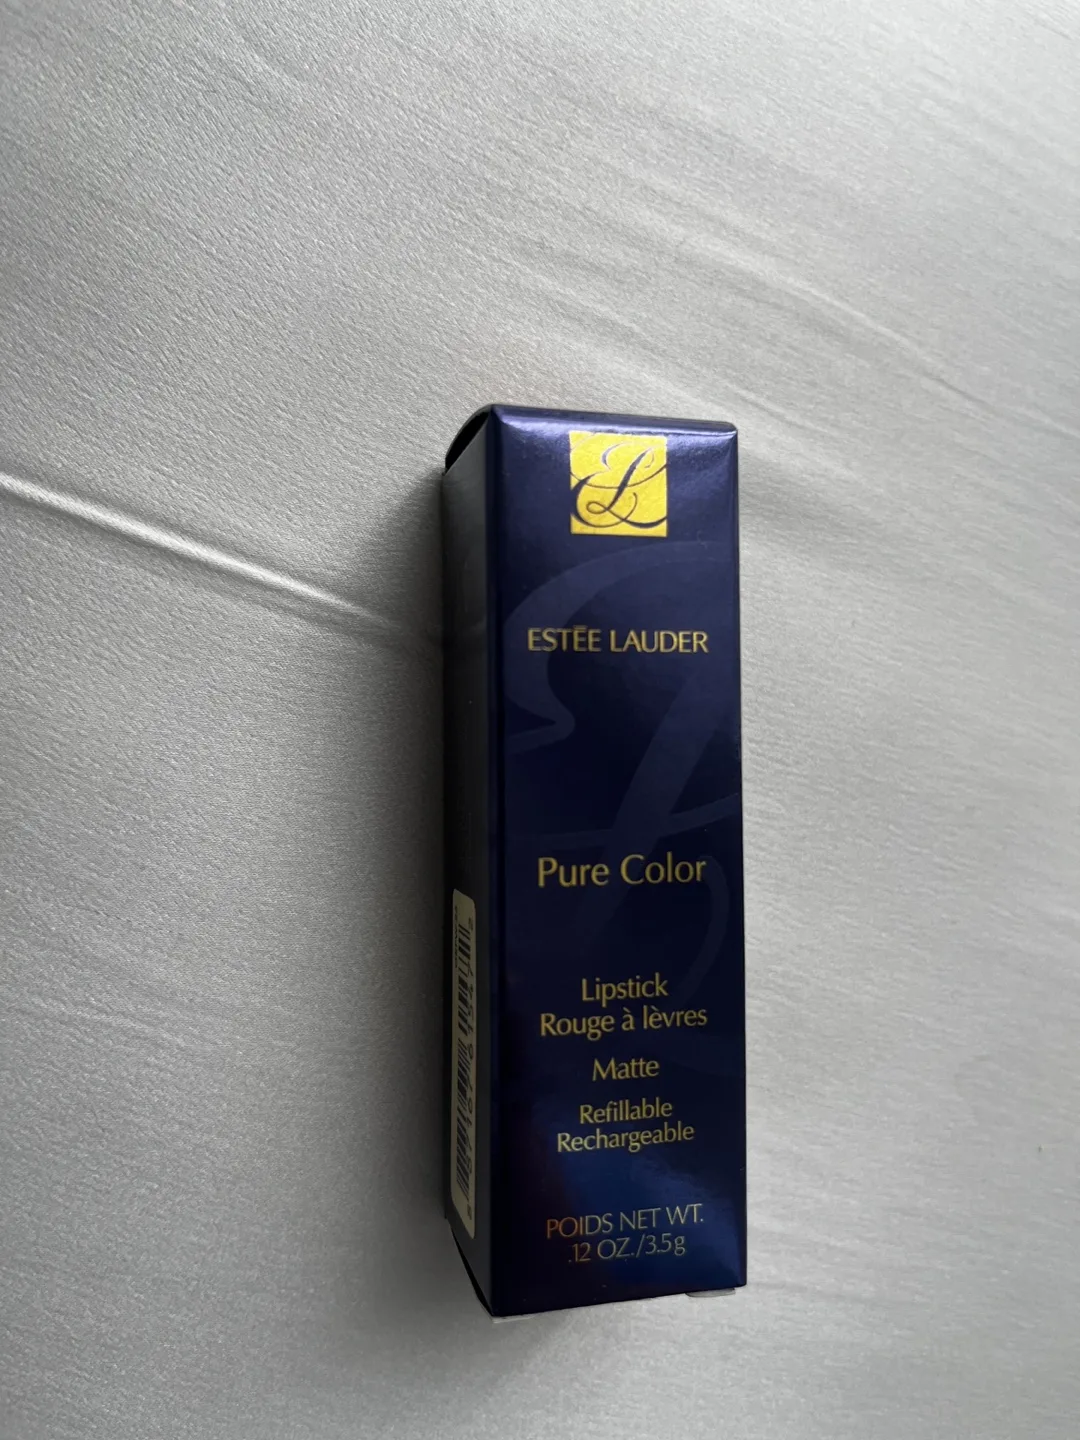 ESTĒE LAUDER
Pure Color
Lipstick
Rouge à lèvres
Matte
Refillable
Rechargeable
POIDS NET WT.
.12 OZ./3.5g